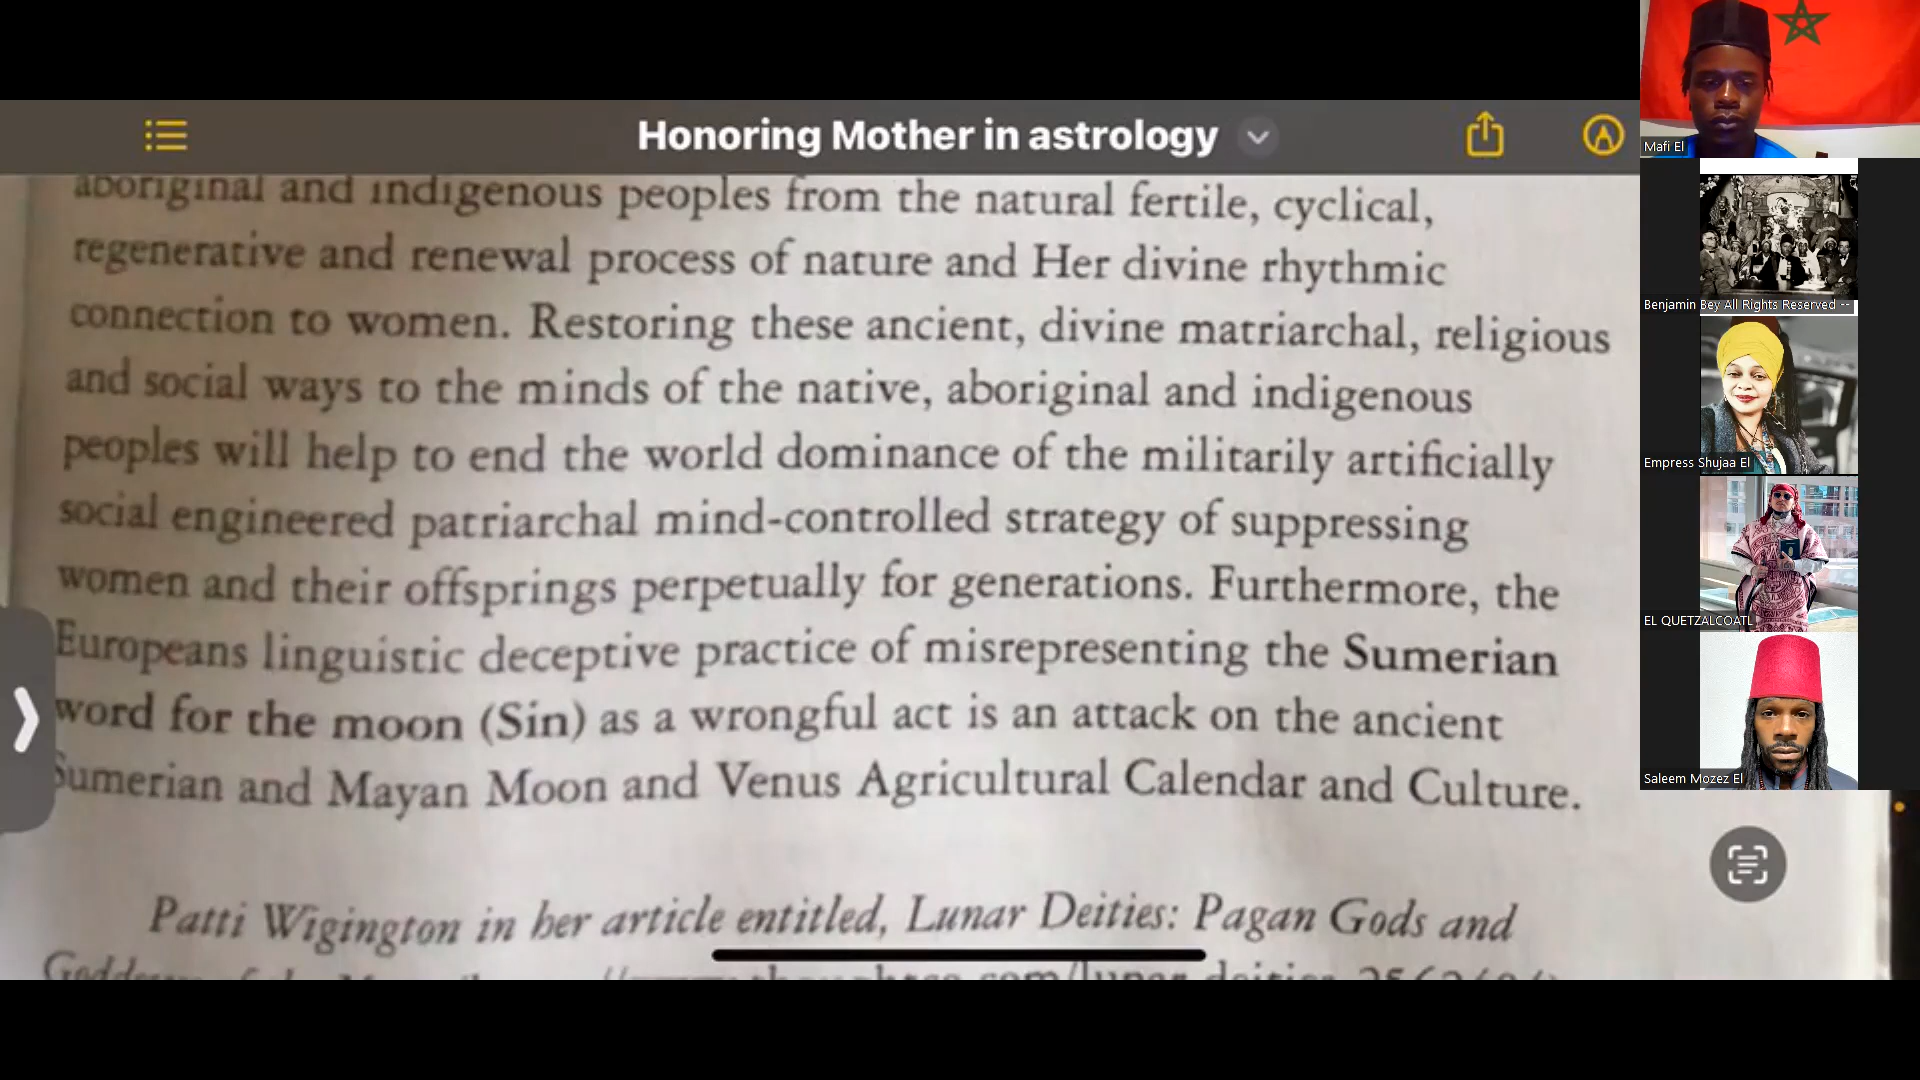 Honoring Mother in astrology
aboriginal and indigenous peoples from the natural fertile, cyclical,
regenerative and renewal process of nature and Her divine rhythmic
connection to women. Restoring these ancient, divine matriarchal, religious
and social ways to the minds of the native, aboriginal and indigenous
peoples will help to end the world dominance of the militarily artificially
social engineered patriarchal mind-controlled strategy of suppressing
women and their offsprings perpetually for generations. Furthermore, the
Europeans linguistic deceptive practice of misrepresenting the Sumerian
word for the moon (Sin) as a wrongful act is an attack on the ancient
Sumerian and Mayan Moon and Venus Agricultural Calendar and Culture.
Patti Wigington in her article entitled, Lunar Deities: Pagan Gods and
Mafi El
Benjamin Bey All Rights Reserved --
Empress Shujaa El
EL QUETZALCOATL
Saleem Mozez El